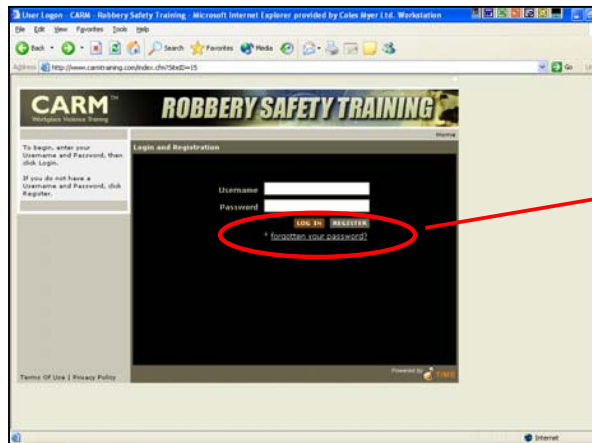 User Logon - CARM - Robbery Safety Training - Microsoft Internet Explorer provided by Coles Myer Ltd. Workstation
File Edit View Favorites Tools Help
Back Search Favorites Media
Address http://www.carmtraining.com/index.cfm?SiteID=15 Go
CARM™ ROBBERY SAFETY TRAINING
Workplace Violence Training
Home
To begin, enter your
Username and Password, then
click Login.
If you do not have a
Username and Password, click
Register.
Login and Registration
Username
Password
LOG IN REGISTER
* forgotten your password?
Powered by TIME
Terms Of Use | Privacy Policy
Internet